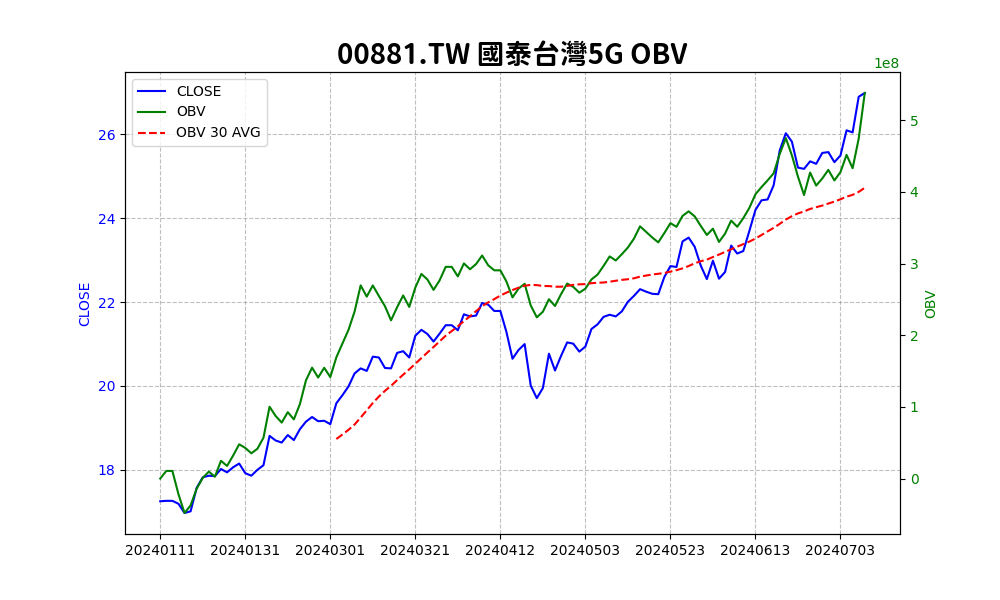 00881.TW 國泰台灣5G OBV
1e8
CLOSE
OBV
OBV 30 AVG
26
24
22
20
18
CLOSE
5
4
3
2
1
0
OBV
20240111 20240131 20240301 20240321 20240412 20240503 20240523 20240613 20240703